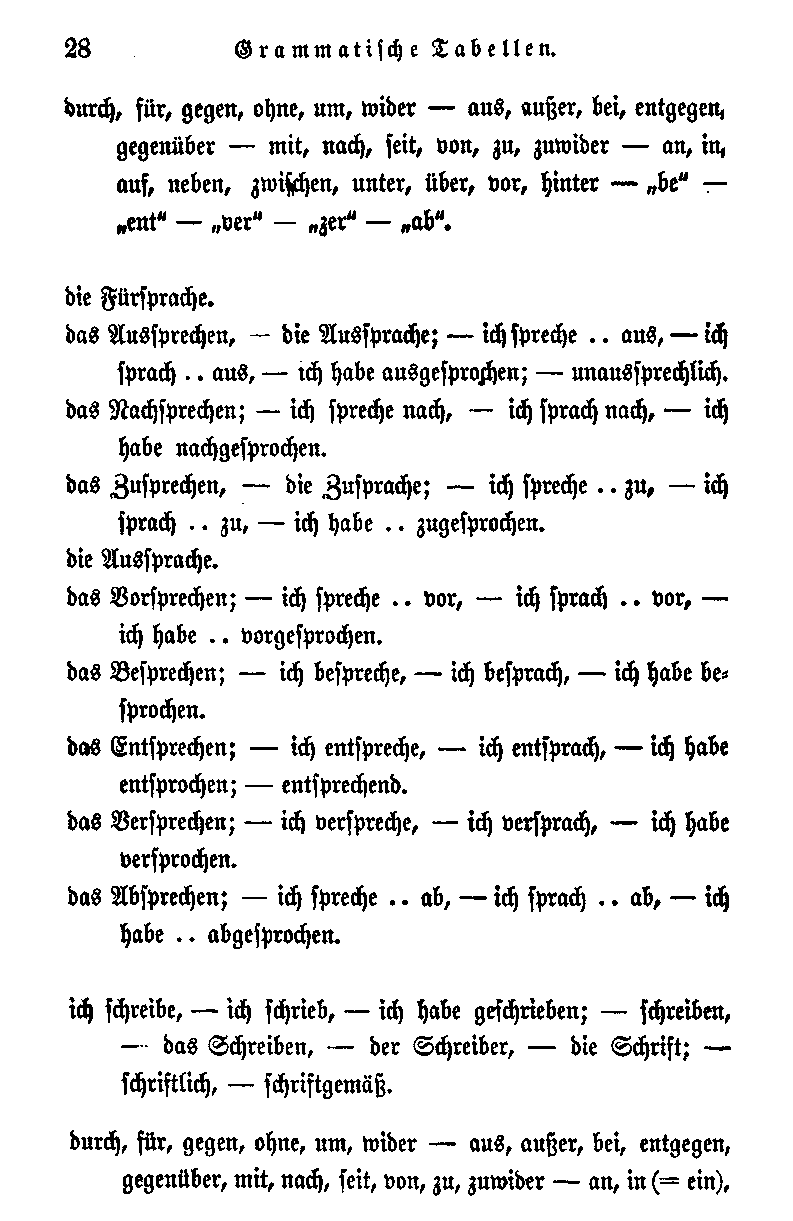 28 Grammatiſche Tabellen.
durch, für, gegen, ohne, um, wider — aus, außer, bei, entgegen,
gegenüber — mit, nach, ſeit, von, zu, zuwider — an, in,
auf, neben, zwiſchen, unter, über, vor, hinter — „be“ —
„ent“ — „ver“ — „zer“ — „ab“.
die Fürſprache.
das Ausſprechen, — die Ausſprache; — ich ſpreche .. aus, — ich
ſprach .. aus, — ich habe ausgeſprochen; — unausſprechlich.
das Nachſprechen; — ich ſpreche nach, — ich ſprach nach, — ich
habe nachgeſprochen.
das Zuſprechen, — die Zuſprache; — ich ſpreche .. zu, — ich
ſprach .. zu, — ich habe .. zugeſprochen.
die Ausſprache.
das Vorſprechen; — ich ſpreche .. vor, — ich ſprach .. vor, —
ich habe .. vorgeſprochen.
das Beſprechen; — ich beſpreche, — ich beſprach, — ich habe be⸗
ſprochen.
das Entſprechen; — ich entſpreche, — ich entſprach, — ich habe
entſprochen; — entſprechend.
das Verſprechen; — ich verſpreche, — ich verſprach, — ich habe
verſprochen.
das Abſprechen; — ich ſpreche .. ab, — ich ſprach .. ab, — ich
habe .. abgeſprochen.
ich ſchreibe, — ich ſchrieb, — ich habe geſchrieben; — ſchreiben,
— das Schreiben, — der Schreiber, — die Schrift; —
ſchriftlich, — ſchriftgemäß.
durch, für, gegen, ohne, um, wider — aus, außer, bei, entgegen,
gegenüber, mit, nach, ſeit, von, zu, zuwider — an, in (= ein),